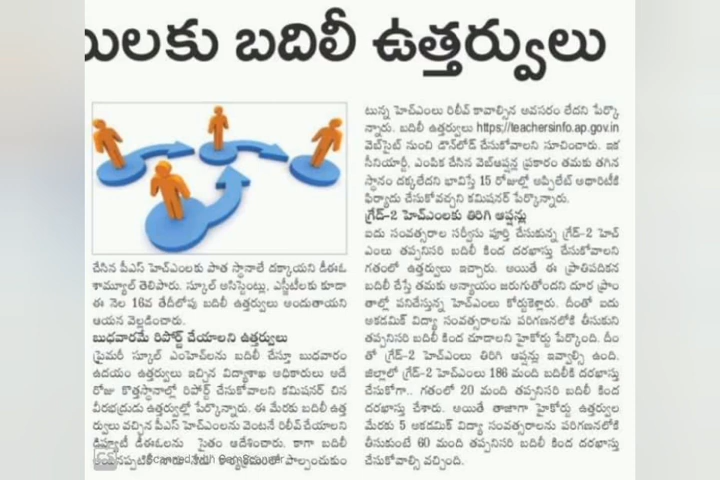 యిలకు బదిలీ ఉత్తర్వులు
చేసిన పీఎస్ హెచ్ఎంలకు పాత స్థానాలే దక్కాయని డీఈఓ
శామ్యూల్ తెలిపారు. స్కూల్ అసిస్టెంట్లు, ఎస్జీటీలకు కూడా
ఈ నెల 16వ తేదీలోపు బదిలీ ఉత్తర్వులు అందుతాయని
ఆయన వెల్లడించారు.
బుధవారమే రిపోర్ట్ చేయాలని ఉత్తర్వులు
ప్రైమరీ స్కూల్ ఎంహెచ్‌లను బదిలీ చేస్తూ బుధవారం
ఉదయం ఉత్తర్వులు ఇచ్చిన విద్యాశాఖ అధికారులు అదే
రోజు కొత్తస్థానాల్లో రిపోర్ట్ చేసుకోవాలని కమిషనర్ చిన
వీరభద్రుడు ఉత్తర్వుల్లో పేర్కొన్నారు. ఈ మేరకు బదిలీ ఉత్త
ర్వులు వచ్చిన పీఎస్ హెచ్ఎంలను వెంటనే రిలీవ్ చేయాలని
డిప్యూటీ డీఈఓలను సైతం ఆదేశించారు. కాగా బదిలీ
పాల్పంచుకుం
Scanned with CamScanner
టున్న హెచ్ఎంలు రిలీవ్ కావాల్సిన అవసరం లేదని పేర్కొ
న్నారు. బదిలీ ఉత్తర్వులు https://teachersinfo.ap.gov.in
వెబ్‌సైట్ నుంచి డౌన్‌లోడ్ చేసుకోవాలని సూచించారు. ఇక
సీనియార్టీ, ఎంపిక చేసిన వెబ్ఆప్షన్ల ప్రకారం తమకు తగిన
స్థానం దక్కలేదని భావిస్తే 15 రోజుల్లో అప్పిలేట్ అథారిటీకి
ఫిర్యాదు చేసుకోవచ్చని కమిషనర్ పేర్కొన్నారు.
గ్రేడ్-2 హెచ్ఎంలకు తిరిగి ఆప్షన్లు
ఐదు సంవత్సరాల సర్వీసు పూర్తి చేసుకున్న గ్రేడ్-2 హెచ్
ఎంలు తప్పనిసరి బదిలీ కింద దరఖాస్తు చేసుకోవాలని
గతంలో ఉత్తర్వులు ఇచ్చారు. అయితే ఈ ప్రాతిపదికన
బదిలీ చేస్తే తమకు అన్యాయం జరుగుతోందని దూర ప్రాం
తాల్లో పనిచేస్తున్న హెచ్ఎంలు కోర్టుకెళ్లారు. దీంతో ఐదు
అకడమిక్ విద్యా సంవత్సరాలను పరిగణనలోకి తీసుకుని
తప్పనిసరి బదిలీ కింద చూడాలని హైకోర్టు పేర్కొంది. దీం
తో గ్రేడ్-2 హెచ్ఎంలు తిరిగి ఆప్షన్లు ఇవ్వాల్సి ఉంది.
జిల్లాలో గ్రేడ్-2 హెచ్ఎంలు 186 మంది బదిలీకి దరఖాస్తు
చేసుకోగా.. గతంలో 20 మంది తప్పనిసరి బదిలీ కింద
దరఖాస్తు చేశారు. అయితే తాజాగా హైకోర్టు ఉత్తర్వుల
మేరకు 5 అకడమిక్ విద్యా సంవత్సరాలను పరిగణనలోకి
తీసుకుంటే 60 మంది తప్పనిసరి బదిలీ కింద దరఖాస్తు
చేసుకోవాల్సి వచ్చింది.